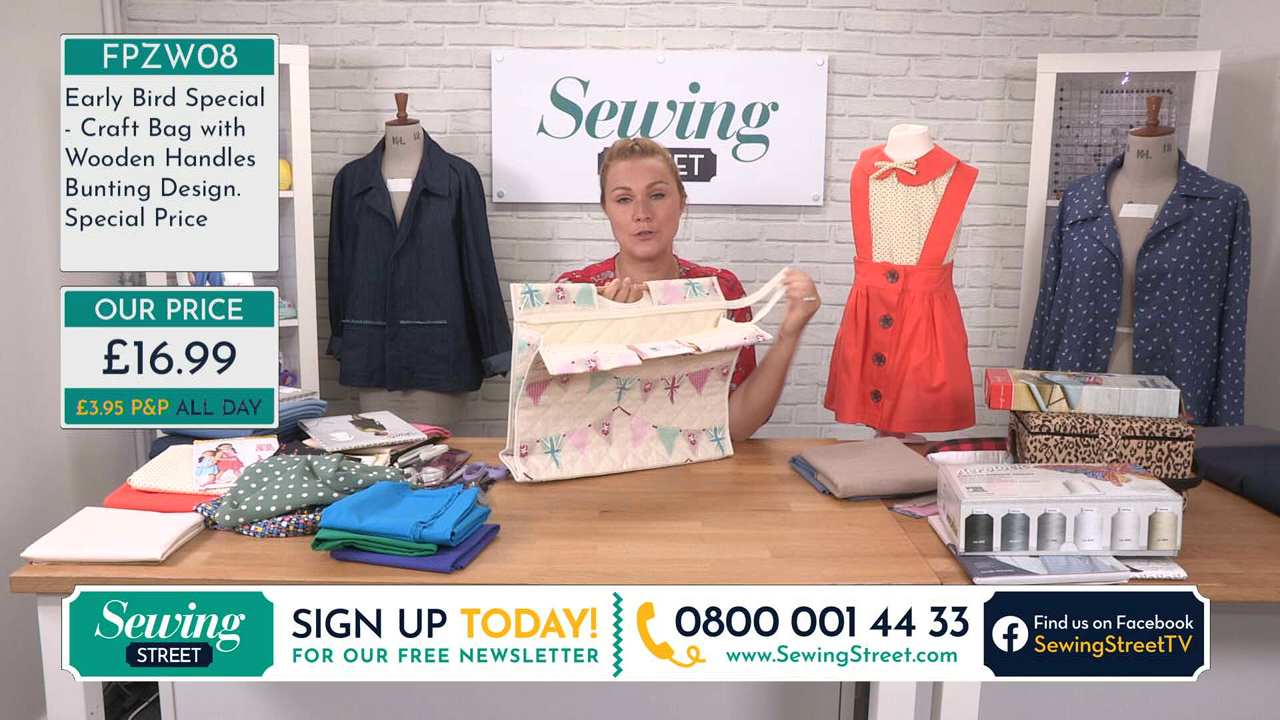 FPZW08
Early Bird Special
- Craft Bag with
Wooden Handles
Bunting Design.
Special Price
OUR PRICE
£16.99
£3.95 P&P ALL DAY
Sewing
K-L 18
K-L 18
Sewing
STREET
SIGN UP TODAY!
FOR OUR FREE NEWSLETTER
0800 001 44 33
www.SewingStreet.com
Find us on Facebook
SewingStreetTV